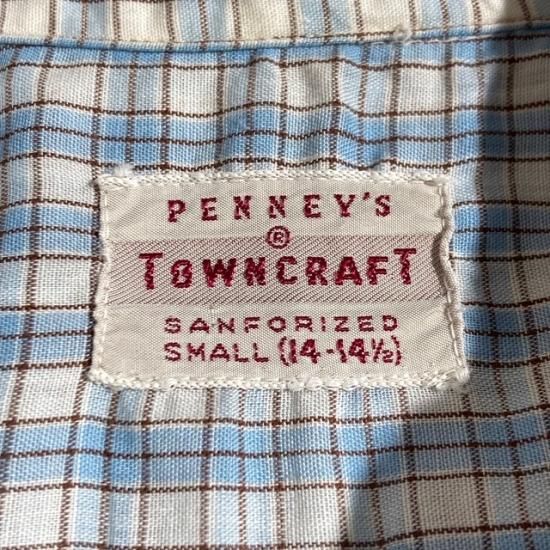 PENNEY'S
®
TOWNCRAFT
SANFORIZED
SMALL (14-14½)